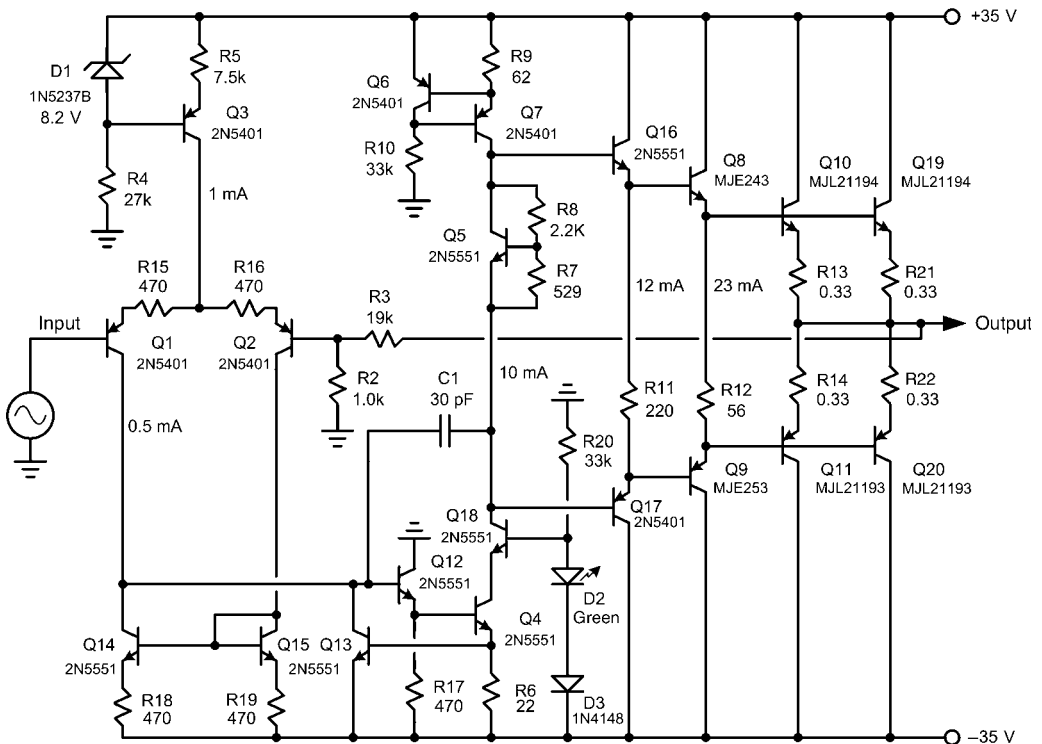 +35 V
D1
1N5237B
8.2 V
R5
7.5k
Q3
2N5401
R4
27k
1 mA
Q6
2N5401
R9
62
Q7
2N5401
R10
33k
Q16
2N5551
Q8
MJE243
Q10
MJL21194
Q19
MJL21194
Q5
2N5551
R8
2.2K
R7
529
R15
470
R16
470
R3
19k
12 mA
23 mA
R13
0.33
R21
0.33
Input
Output
Q1
2N5401
Q2
2N5401
R2
1.0k
C1
30 pF
10 mA
R11
220
R12
56
R14
0.33
R22
0.33
0.5 mA
R20
33k
Q9
MJE253
Q11
MJL21193
Q20
MJL21193
Q17
2N5401
Q18
2N5551
Q12
2N5551
D2
Green
Q4
2N5551
Q14
2N5551
Q15
2N5551
Q13
R18
470
R19
470
R17
470
R6
22
D3
1N4148
–35 V